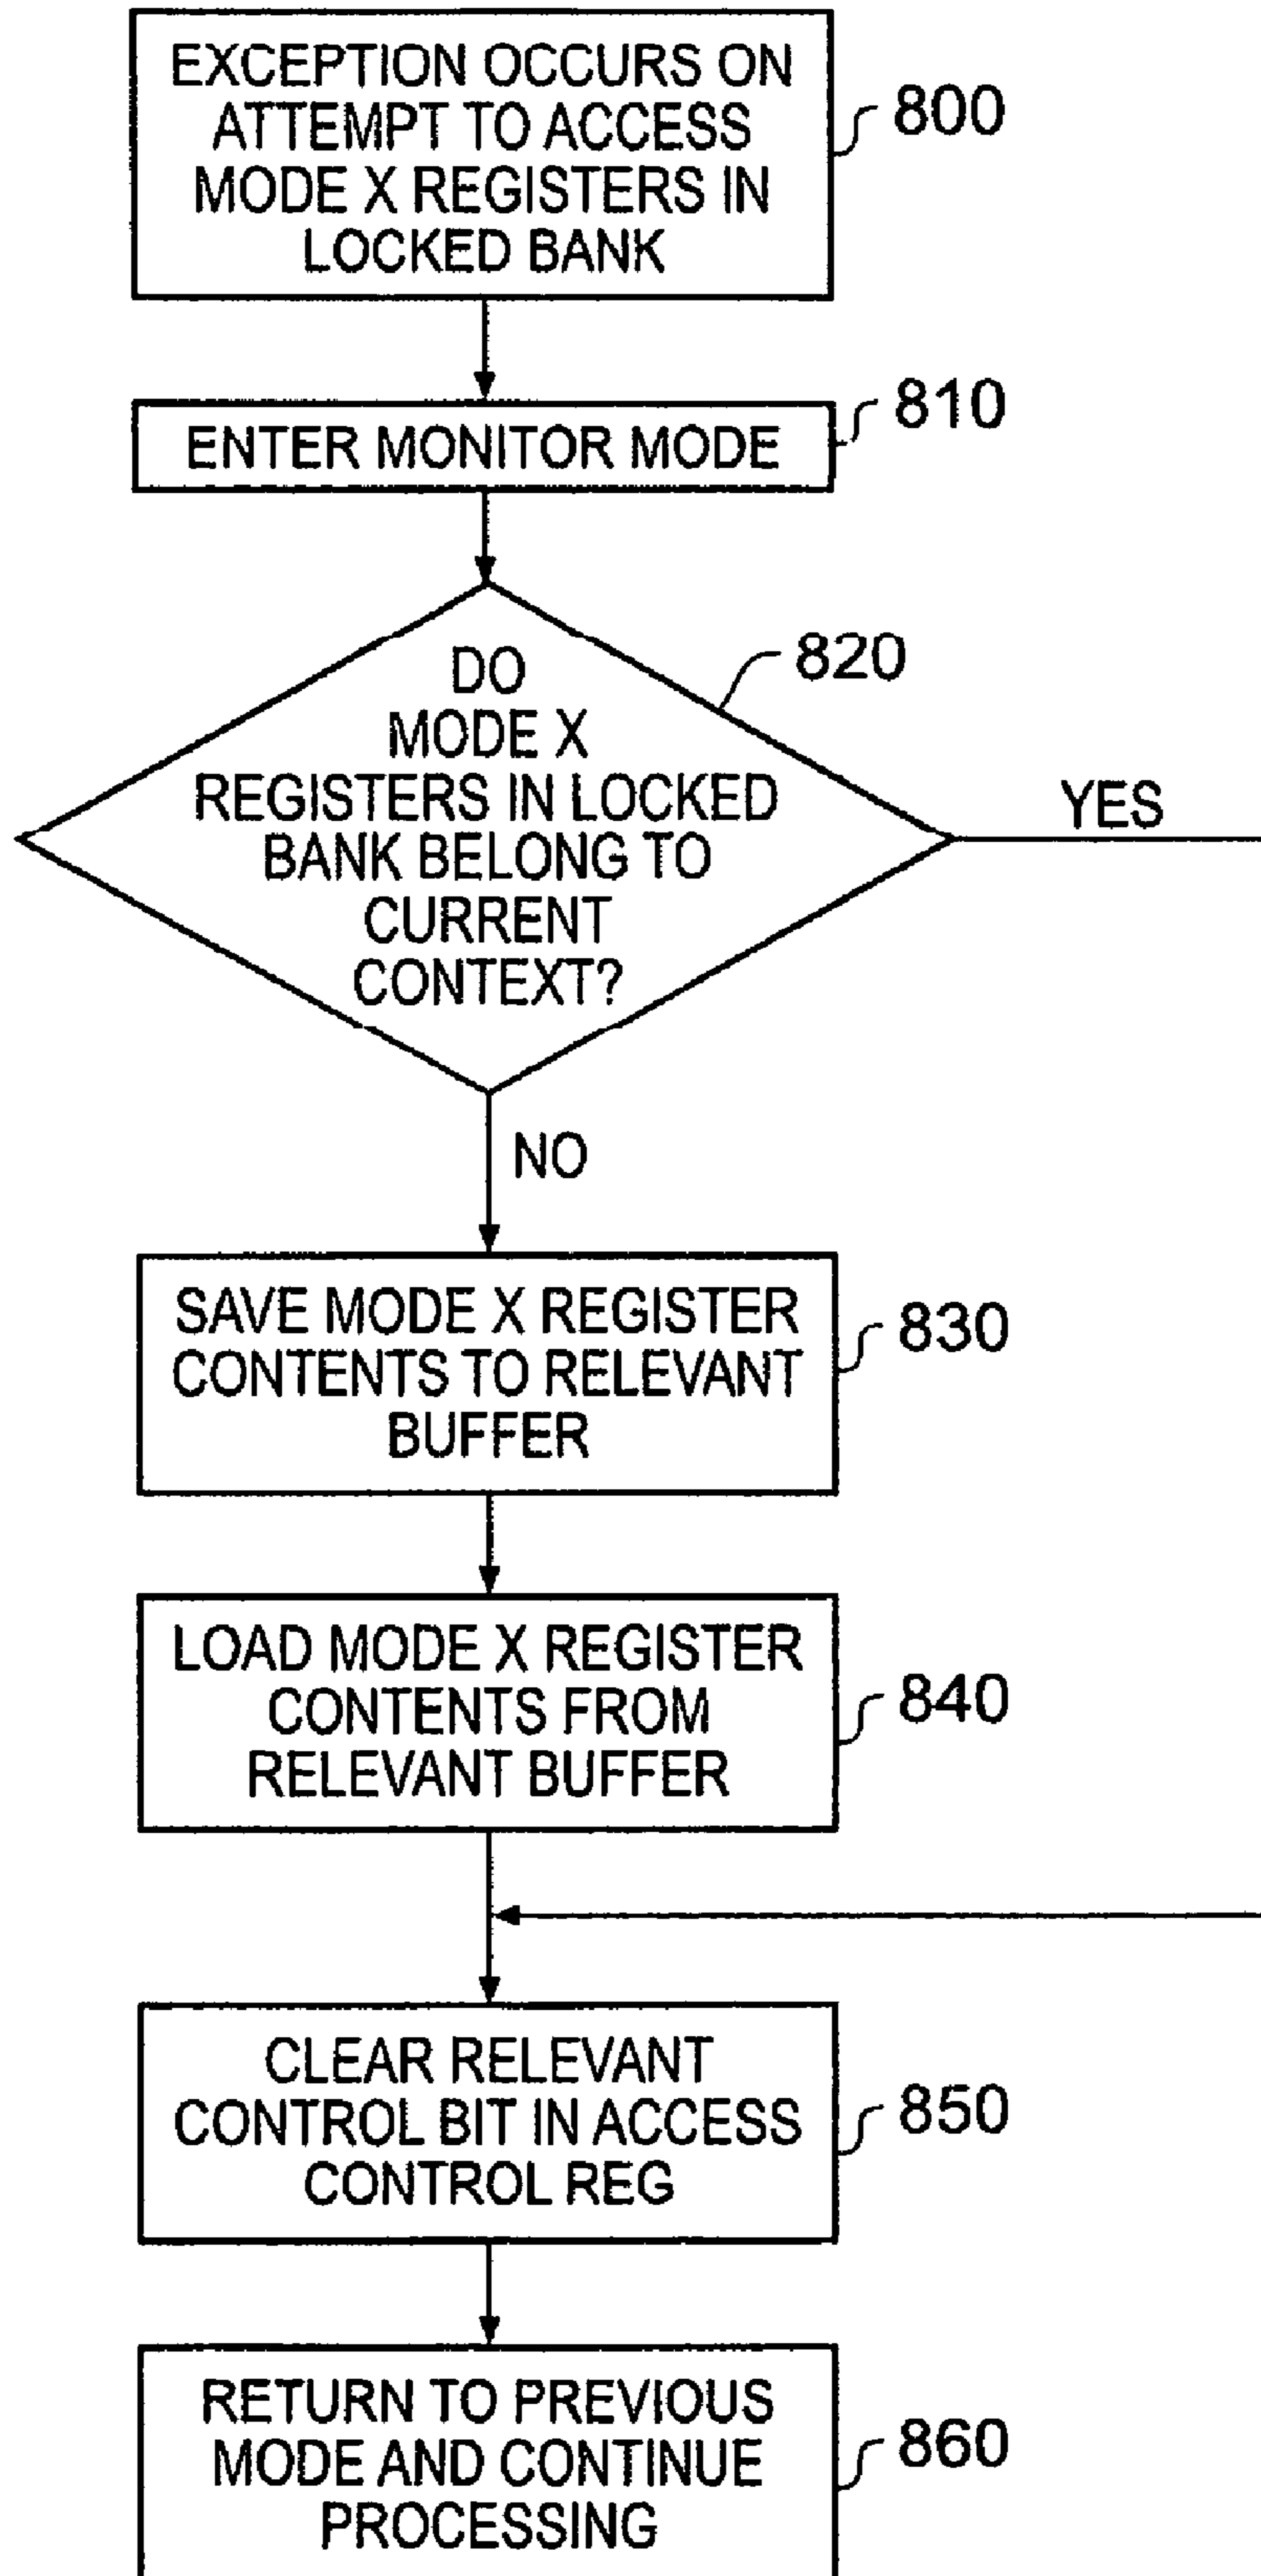 EXCEPTION OCCURS ON
ATTEMPT TO ACCESS
MODE X REGISTERS IN
LOCKED BANK
800
ENTER MONITOR MODE
810
DO
MODE X
REGISTERS IN LOCKED
BANK BELONG TO
CURRENT
CONTEXT?
820
YES
NO
SAVE MODE X REGISTER
CONTENTS TO RELEVANT
BUFFER
830
LOAD MODE X REGISTER
CONTENTS FROM
RELEVANT BUFFER
840
CLEAR RELEVANT
CONTROL BIT IN ACCESS
CONTROL REG
850
RETURN TO PREVIOUS
MODE AND CONTINUE
PROCESSING
860